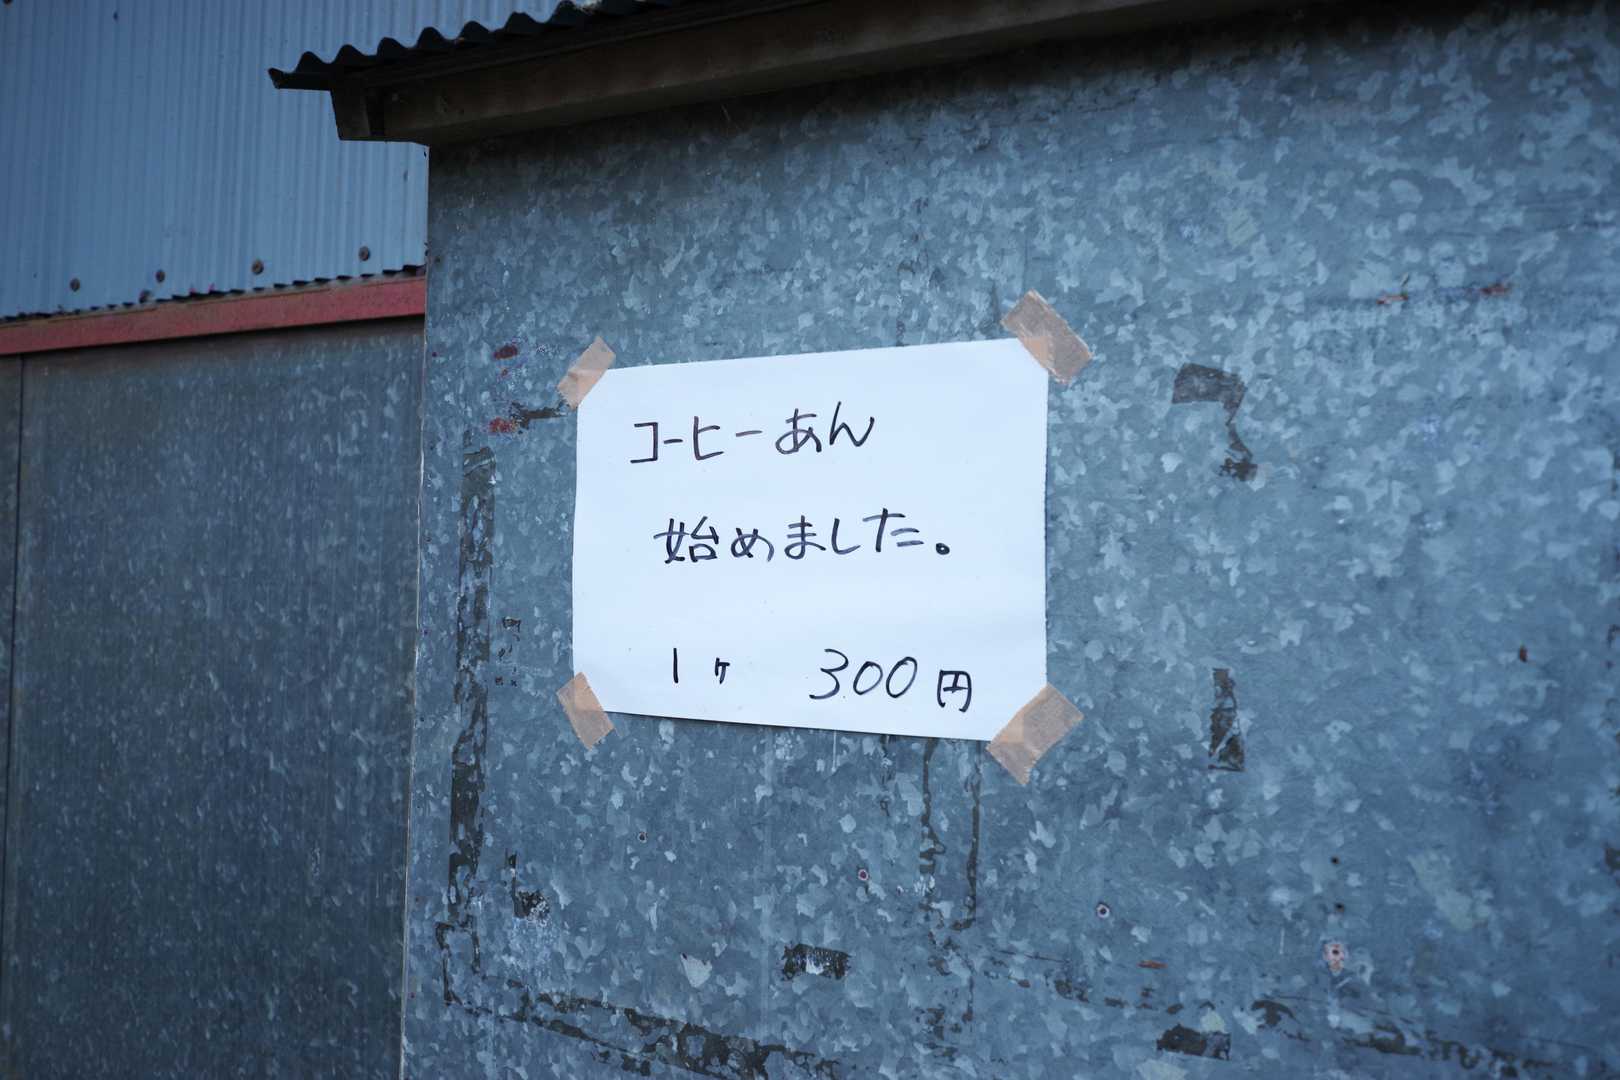 コーヒーあん
始めました。
1ヶ 300円